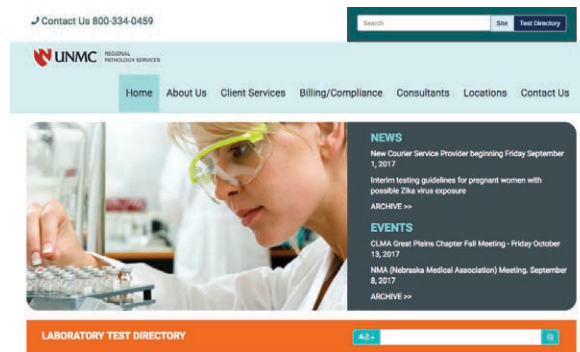 Contact Us 800-334-0459
Search Site Test Directory
UNMC REGIONAL
PATHOLOGY SERVICES
Home About Us Client Services Billing/Compliance Consultants Locations Contact Us
NEWS
New Courier Service Provider beginning Friday September
1, 2017
Interim testing guidelines for pregnant women with
possible Zika virus exposure
ARCHIVE >>
EVENTS
CLMA Great Plains Chapter Fall Meeting - Friday October
13, 2017
NMA (Nebraska Medical Association) Meeting. September
8, 2017
ARCHIVE >>
LABORATORY TEST DIRECTORY